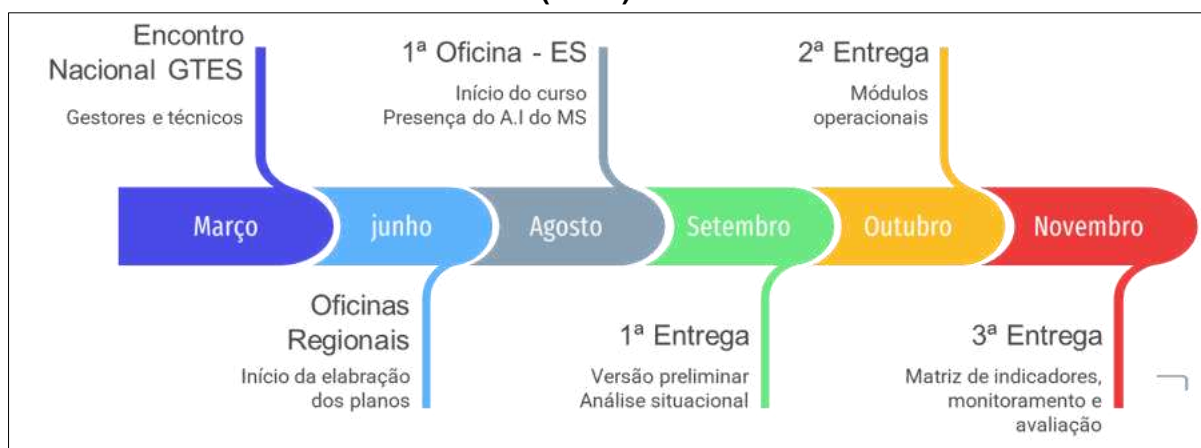 Encontro
Nacional GTES
Gestores e técnicos
1ª Oficina - ES
Início do curso
Presença do A.I do MS
2ª Entrega
Módulos
operacionais
Março
junho
Agosto
Setembro
Outubro
Novembro
Oficinas
Regionais
Início da elabração
dos planos
1ª Entrega
Versão preliminar
Análise situacional
3ª Entrega
Matriz de indicadores,
monitoramento e
avaliação